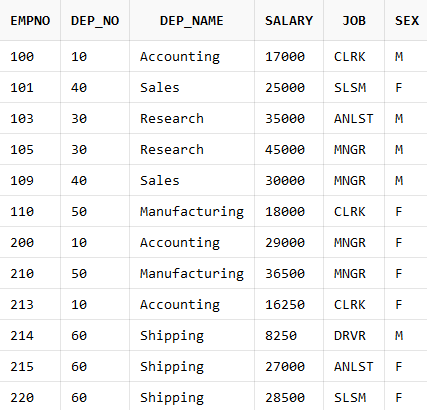 EMPNO DEP_NO DEP_NAME SALARY JOB SEX
100 10 Accounting 17000 CLRK M
101 40 Sales 25000 SLSM F
103 30 Research 35000 ANLST M
105 30 Research 45000 MNGR M
109 40 Sales 30000 MNGR M
110 50 Manufacturing 18000 CLRK F
200 10 Accounting 29000 MNGR F
210 50 Manufacturing 36500 MNGR F
213 10 Accounting 16250 CLRK F
214 60 Shipping 8250 DRVR M
215 60 Shipping 27000 ANLST F
220 60 Shipping 28500 SLSM F